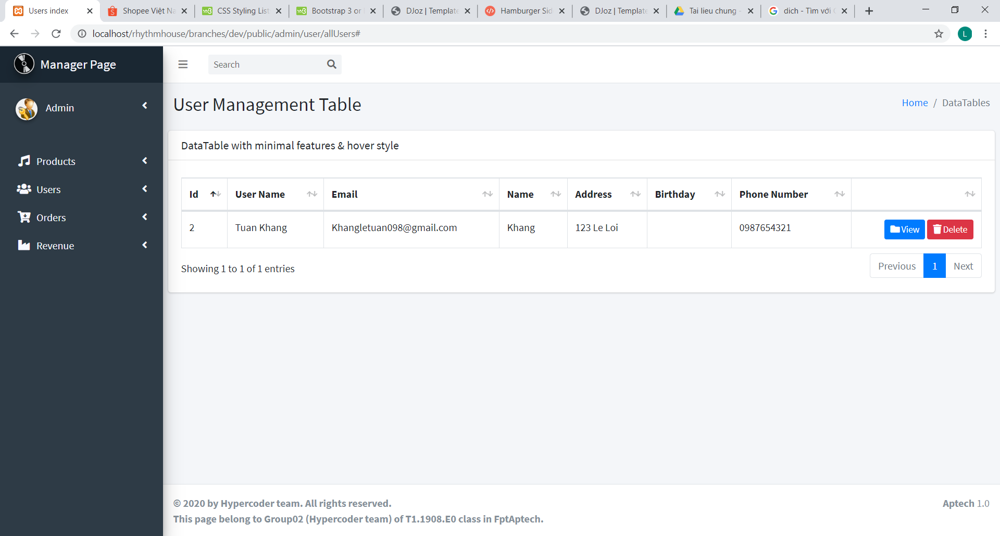 Users index
Shopee Việt Na
CSS Styling List
Bootstrap 3 or
DJoz | Template
Hamburger Sid
DJoz | Template
Tai lieu chung -
dich - Tìm với
localhost/rhythmhouse/branches/dev/public/admin/user/allUsers#
L
Manager Page
Search
Admin
User Management Table
Home / DataTables
DataTable with minimal features & hover style
Products
Users
Orders
Revenue
Id User Name Email Name Address Birthday Phone Number
2 Tuan Khang Khangletuan098@gmail.com Khang 123 Le Loi 0987654321 View Delete
Showing 1 to 1 of 1 entries
Previous 1 Next
© 2020 by Hypercoder team. All rights reserved.
Aptech 1.0
This page belong to Group02 (Hypercoder team) of T1.1908.E0 class in FptAptech.